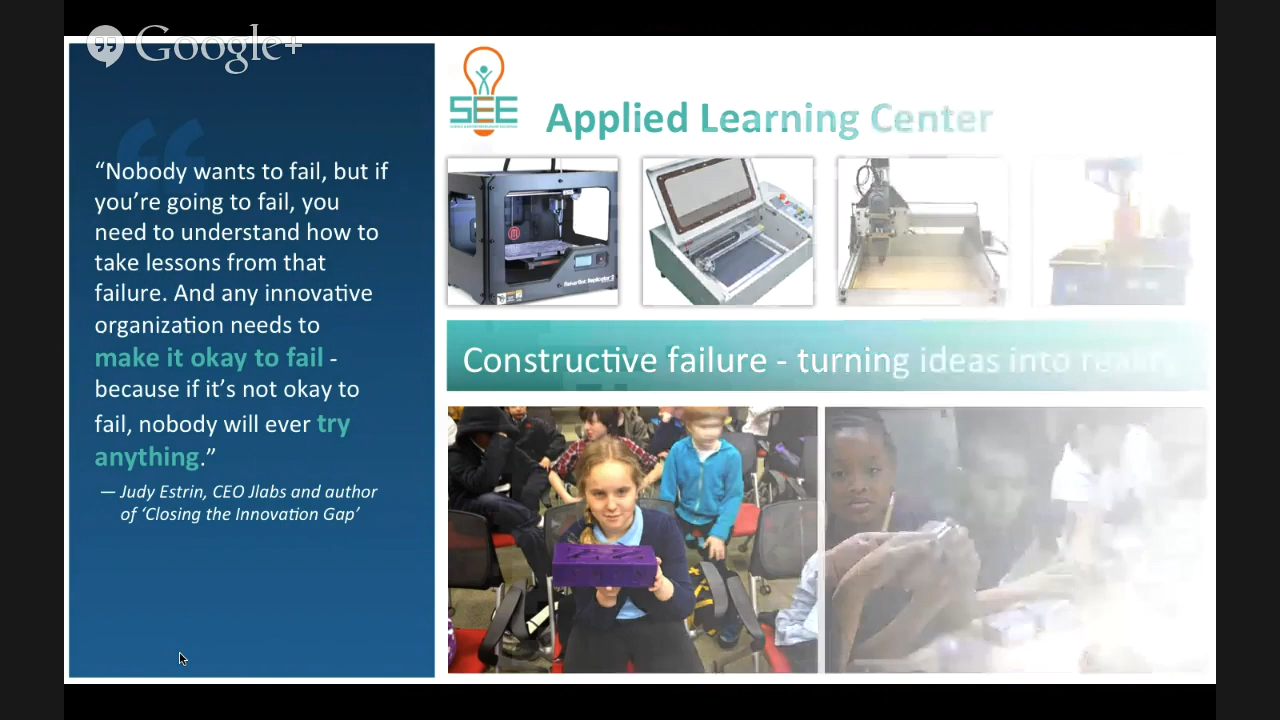 Google+
“Nobody wants to fail, but if
you’re going to fail, you
need to understand how to
take lessons from that
failure. And any innovative
organization needs to
make it okay to fail -
because if it’s not okay to
fail, nobody will ever try
anything.”
— Judy Estrin, CEO Jlabs and author
of ‘Closing the Innovation Gap’
SEE
Applied Learning Center
MakerBot Replicator 2
Constructive failure - turning ideas into